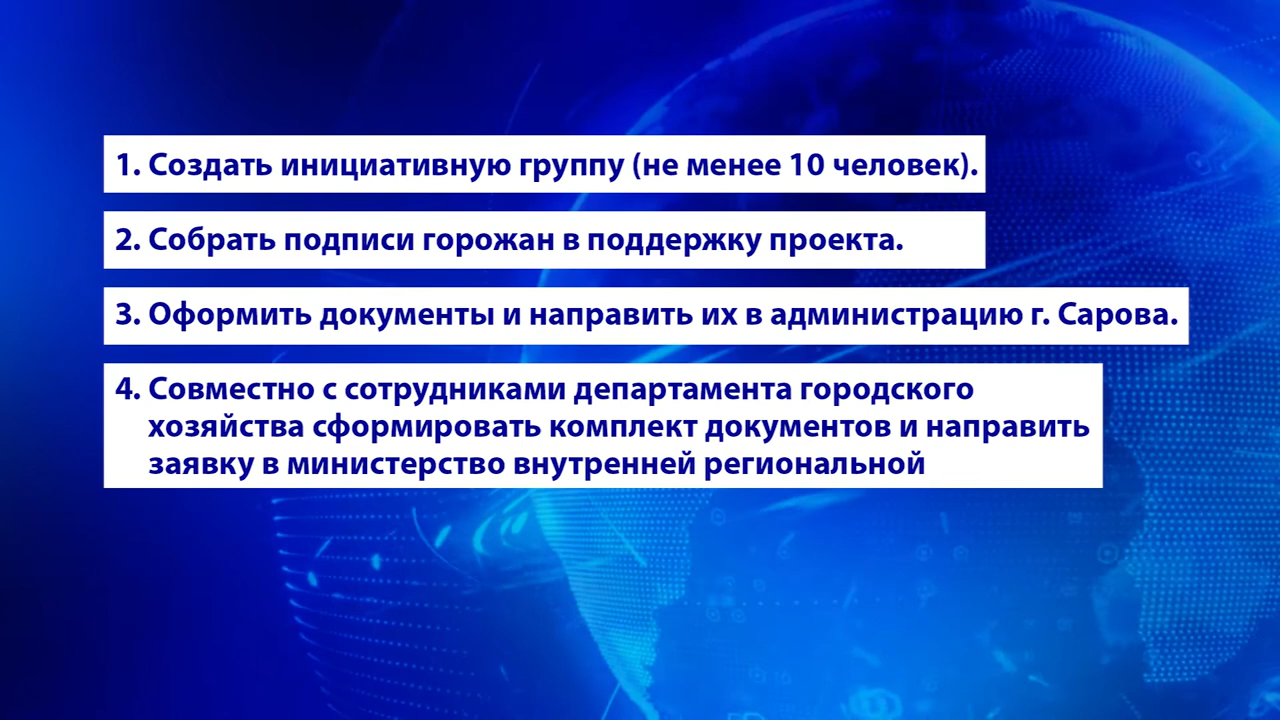 1. Создать инициативную группу (не менее 10 человек).
2. Собрать подписи горожан в поддержку проекта.
3. Оформить документы и направить их в администрацию г. Сарова.
4. Совместно с сотрудниками департамента городского
хозяйства сформировать комплект документов и направить
заявку в министерство внутренней региональной